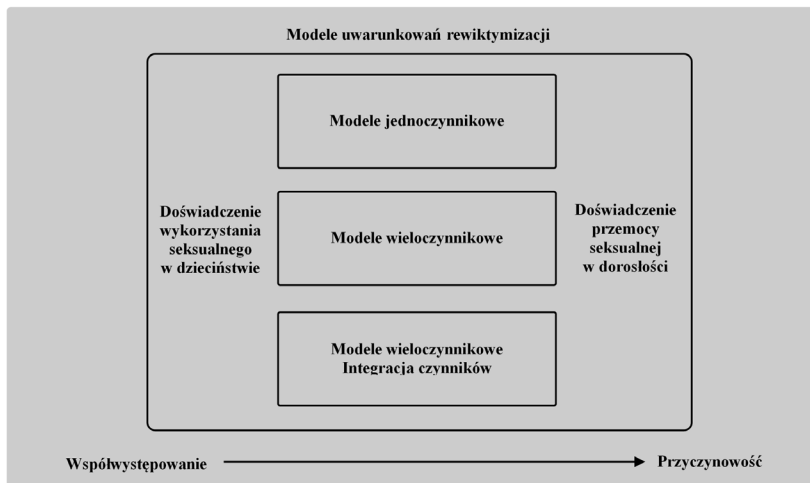 Modele uwarunkowań rewiktymizacji
Modele jednoczynnikowe
Doświadczenie
wykorzystania
seksualnego
w dzieciństwie
Modele wieloczynnikowe
Doświadczenie
przemocy
seksualnej
w dorosłości
Modele wieloczynnikowe
Integracja czynników
Współwystępowanie
Przyczynowość